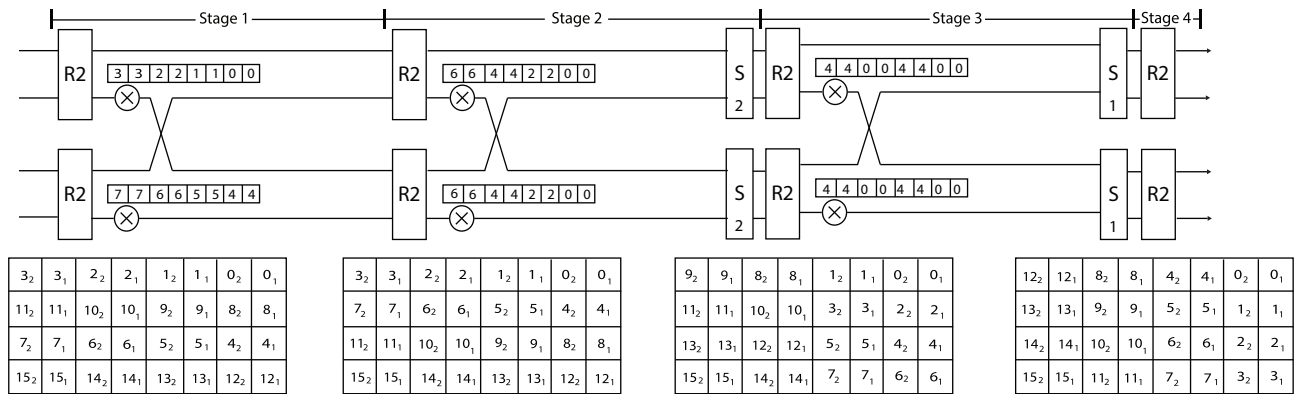 Stage 1 Stage 2 Stage 3 Stage 4
R2 3 3 2 2 1 1 0 0 R2 6 6 4 4 2 2 0 0 S 2 R2 4 4 0 0 4 4 0 0 S 1 R2
R2 7 7 6 6 5 5 4 4 R2 6 6 4 4 2 2 0 0 S 2 R2 4 4 0 0 4 4 0 0 S 1 R2
3₂ 3₁ 2₂ 2₁ 1₂ 1₁ 0₂ 0₁ 3₂ 3₁ 2₂ 2₁ 1₂ 1₁ 0₂ 0₁ 9₂ 9₁ 8₂ 8₁ 1₂ 1₁ 0₂ 0₁ 12₂ 12₁ 8₂ 8₁ 4₂ 4₁ 0₂ 0₁
11₂ 11₁ 10₂ 10₁ 9₂ 9₁ 8₂ 8₁ 7₂ 7₁ 6₂ 6₁ 5₂ 5₁ 4₂ 4₁ 11₂ 11₁ 10₂ 10₁ 3₂ 3₁ 2₂ 2₁ 13₂ 13₁ 9₂ 9₁ 5₂ 5₁ 1₂ 1₁
7₂ 7₁ 6₂ 6₁ 5₂ 5₁ 4₂ 4₁ 11₂ 11₁ 10₂ 10₁ 9₂ 9₁ 8₂ 8₁ 13₂ 13₁ 12₂ 12₁ 5₂ 5₁ 4₂ 4₁ 14₂ 14₁ 10₂ 10₁ 6₂ 6₁ 2₂ 2₁
15₂ 15₁ 14₂ 14₁ 13₂ 13₁ 12₂ 12₁ 15₂ 15₁ 14₂ 14₁ 13₂ 13₁ 12₂ 12₁ 15₂ 15₁ 14₂ 14₁ 7₂ 7₁ 6₂ 6₁ 15₂ 15₁ 11₂ 11₁ 7₂ 7₁ 3₂ 3₁